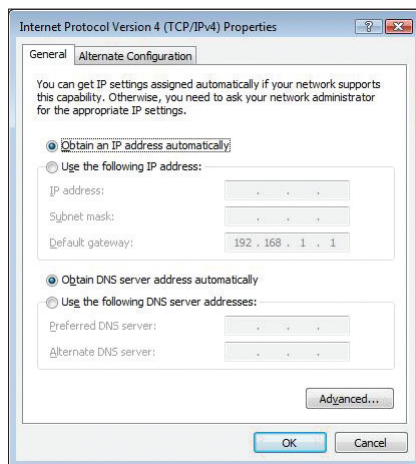 Internet Protocol Version 4 (TCP/IPv4) Properties
General
Alternate Configuration
You can get IP settings assigned automatically if your network supports
this capability. Otherwise, you need to ask your network administrator
for the appropriate IP settings.
Obtain an IP address automatically
Use the following IP address:
IP address:
Subnet mask:
Default gateway: 192 . 168 . 1 . 1
Obtain DNS server address automatically
Use the following DNS server addresses:
Preferred DNS server:
Alternate DNS server:
Advanced...
OK
Cancel